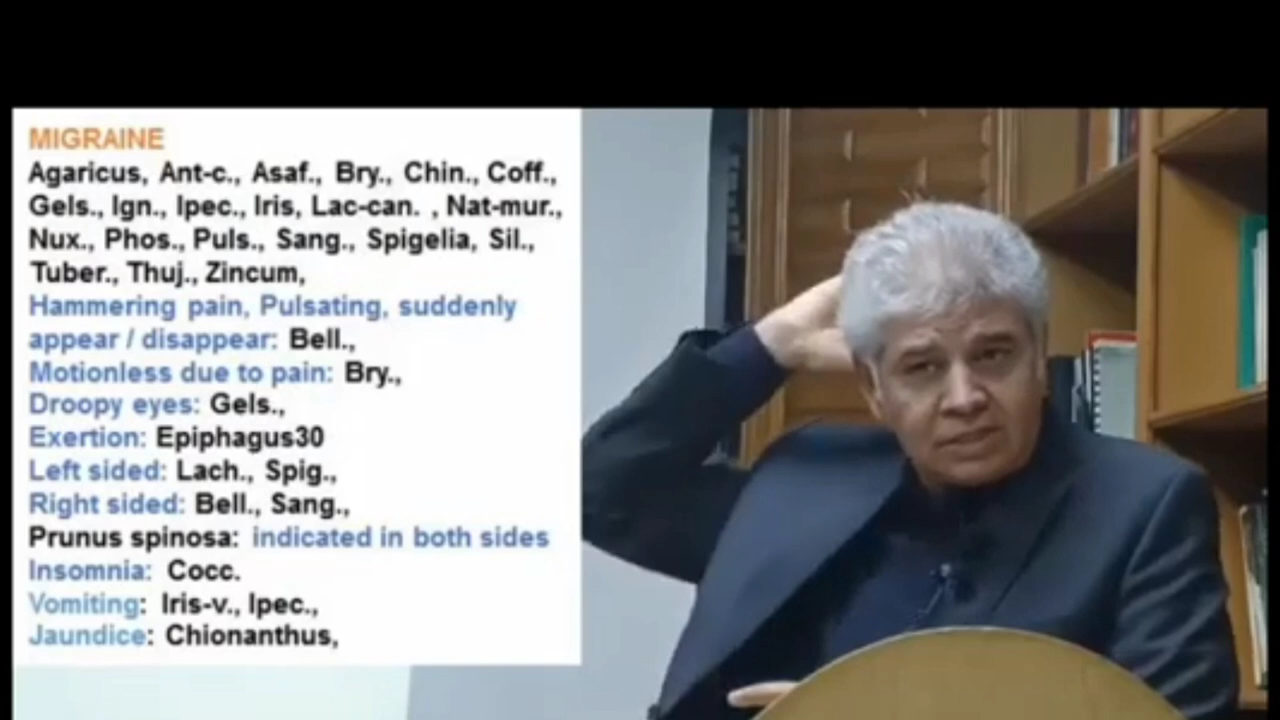 MIGRAINE
Agaricus, Ant-c., Asaf., Bry., Chin., Coff.,
Gels., Ign., Ipec., Iris, Lac-can. , Nat-mur.,
Nux., Phos., Puls., Sang., Spigelia, Sil.,
Tuber., Thuj., Zincum,
Hammering pain, Pulsating, suddenly
appear / disappear: Bell.,
Motionless due to pain: Bry.,
Droopy eyes: Gels.,
Exertion: Epiphagus30
Left sided: Lach., Spig.,
Right sided: Bell., Sang.,
Prunus spinosa: indicated in both sides
Insomnia: Cocc.
Vomiting: Iris-v., Ipec.,
Jaundice: Chionanthus,